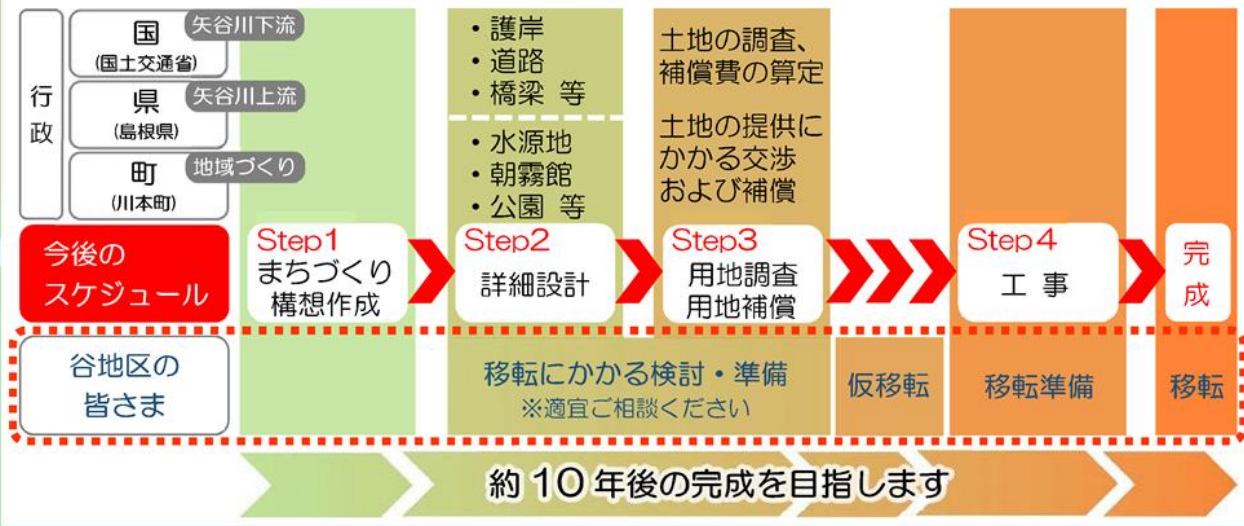 行政
国
(国土交通省)
矢谷川下流
県
(島根県)
矢谷川上流
町
(川本町)
地域づくり
・護岸
・道路
・橋梁 等
・水源地
・朝霧館
・公園 等
土地の調査、
補償費の算定
土地の提供に
かかる交渉
および補償
今後の
スケジュール
Step1
まちづくり
構想作成
Step2
詳細設計
Step3
用地調査
用地補償
Step4
工 事
完成
谷地区の
皆さま
移転にかかる検討・準備
※適宜ご相談ください
仮移転
移転準備
移転
約10年後の完成を目指します